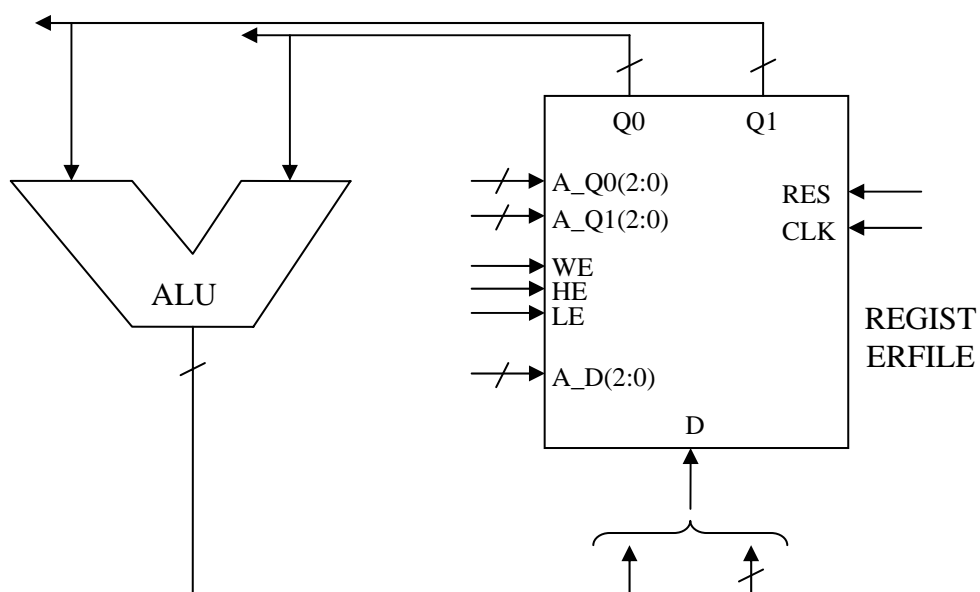 Q0 Q1
A_Q0(2:0)
RES
A_Q1(2:0)
CLK
WE
HE
ALU
LE
REGIST
ERFILE
A_D(2:0)
D